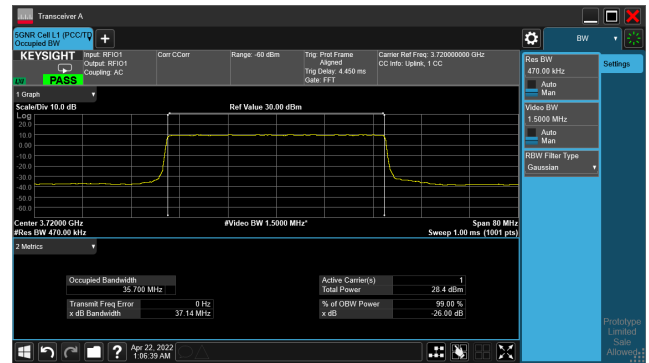 Transceiver A
5GNR Cell L1 (PCC/TD
Occupied BW
BW
KEYSIGHT
Input: RFIO1
Output: RFIO1
Coupling: AC
Corr CCorr
Range: -60 dBm
Trig: Prot Frame
Aligned
Trig Delay: 4.450 ms
Gate: FFT
Carrier Ref Freq: 3.720000000 GHz
CC Info: Uplink, 1 CC
PASS
Res BW
470.00 kHz
Auto
Man
Settings
1 Graph
Scale/Div 10.0 dB
Ref Value 30.00 dBm
Video BW
1.5000 MHz
Auto
Man
RBW Filter Type
Gaussian
Log
20.0
10.0
0.00
-10.0
-20.0
-30.0
-40.0
-50.0
-60.0
Center 3.72000 GHz
#Video BW 1.5000 MHz*
Span 80 MHz
#Res BW 470.00 kHz
Sweep 1.00 ms (1001 pts)
2 Metrics
Occupied Bandwidth
35.700 MHz
Active Carrier(s) 1
Total Power 28.4 dBm
Transmit Freq Error 0 Hz
x dB Bandwidth 37.14 MHz
% of OBW Power 99.00 %
x dB -26.00 dB
Prototype
Limited
Sale
Allowed
Apr 22, 2022
1:06:39 AM